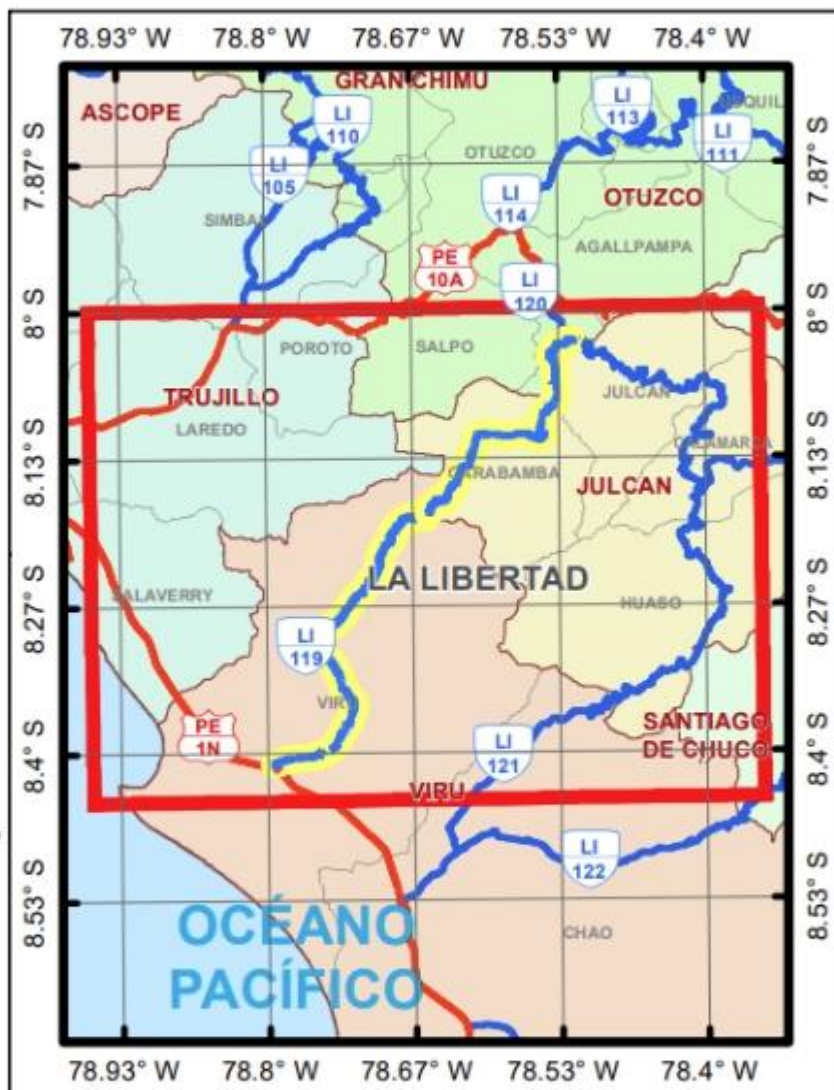 78.93° W 78.8° W 78.67° W 78.53° W 78.4° W
GRAN CHIMU
ASCOPE
LI
110
LI
113
LI
111
LI
105
OTUZCO
7.87° S
7.87° S
LI
114
OTUZCO
AGALLPAMPA
PE
10A
LI
120
8° S
8° S
POROTO
SALPO
TRUJILLO
JULCAN
LAREDO
CARABAMBA
CALAMARCA
8.13° S
8.13° S
JULCAN
LA LIBERTAD
8.27° S
8.27° S
SALAVERRY
HUASO
LI
119
VIRU
PE
1N
SANTIAGO
DE CHUCO
LI
121
8.4° S
8.4° S
VIRU
LI
122
8.53° S
8.53° S
OCÉANO
PACÍFICO
CHAO
78.93° W 78.8° W 78.67° W 78.53° W 78.4° W